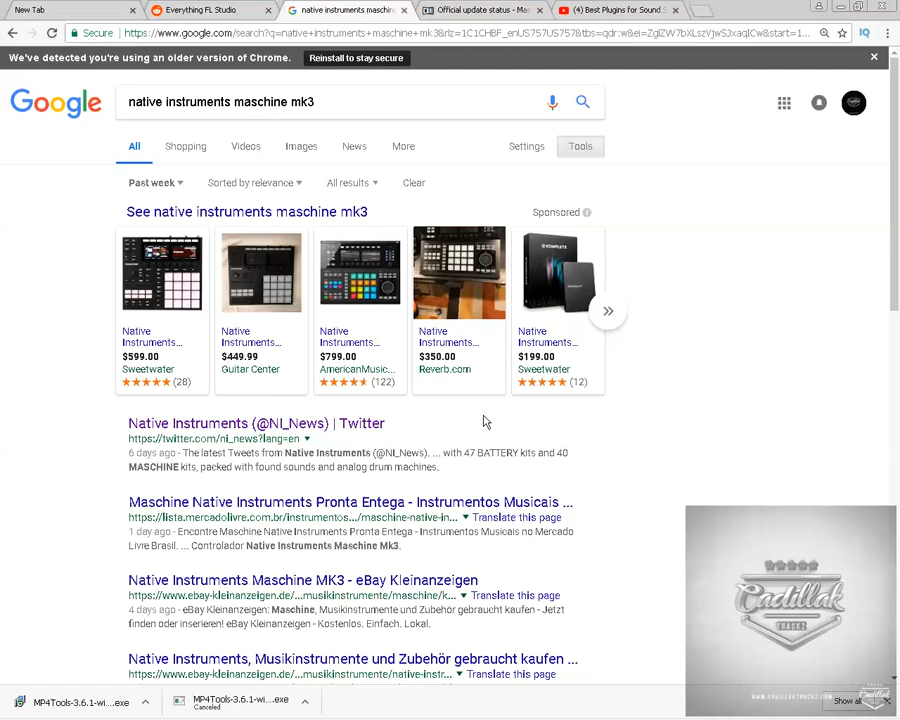 New Tab
Everything FL Studio
native instruments maschin
Official update status - Mas
(4) Best Plugins for Sound S
Secure
https://www.google.com/search?q=native+instruments+maschine+mk3&rlz=1C1CHBF_enUS757US757&tbs=qdr:w&ei=
We've detected you're using an older version of Chrome.
Reinstall to stay secure
Google
native instruments maschine mk3
All
Shopping
Videos
Images
News
More
Settings
Tools
Past week
Sorted by relevance
All results
Clear
See native instruments maschine mk3
Sponsored
Native Instruments...
$599.00
Sweetwater
(28)
Native Instruments...
$449.99
Guitar Center
Native Instruments...
$799.00
AmericanMusic...
(122)
Native Instruments...
$350.00
Reverb.com
Native Instruments...
$199.00
Sweetwater
(12)
Native Instruments (@NI_News) | Twitter
https://twitter.com/ni_news?lang=en
6 days ago - The latest Tweets from Native Instruments (@NI_News). ... with 47 BATTERY kits and 40
MASCHINE kits, packed with found sounds and analog drum machines.
Maschine Native Instruments Pronta Entega - Instrumentos Musicais ...
https://lista.mercadolivre.com.br/instrumentos.../maschine-native-in... Translate this page
1 day ago - Encontre Maschine Native Instruments Pronta Entega - Instrumentos Musicais no Mercado
Livre Brasil. ... Controlador Native Instruments Maschine Mk3.
Native Instruments Maschine MK3 - eBay Kleinanzeigen
https://www.ebay-kleinanzeigen.de/...musikinstrumente/maschine/k... Translate this page
4 days ago - eBay Kleinanzeigen: Maschine, Musikinstrumente und Zubehör gebraucht kaufen - Jetzt
finden oder inserieren! eBay Kleinanzeigen - Kostenlos. Einfach. Lokal.
Native Instruments, Musikinstrumente und Zubehör gebraucht kaufen ...
https://www.ebay-kleinanzeigen.de/...musikinstrumente/native-instr... Translate this page
Cadillak
TRACKZ
WWW.CADILLAKTRACKZ.COM
MP4Tools-3.6.1-wi....exe
MP4Tools-3.6.1-wi....exe
Canceled
Show all